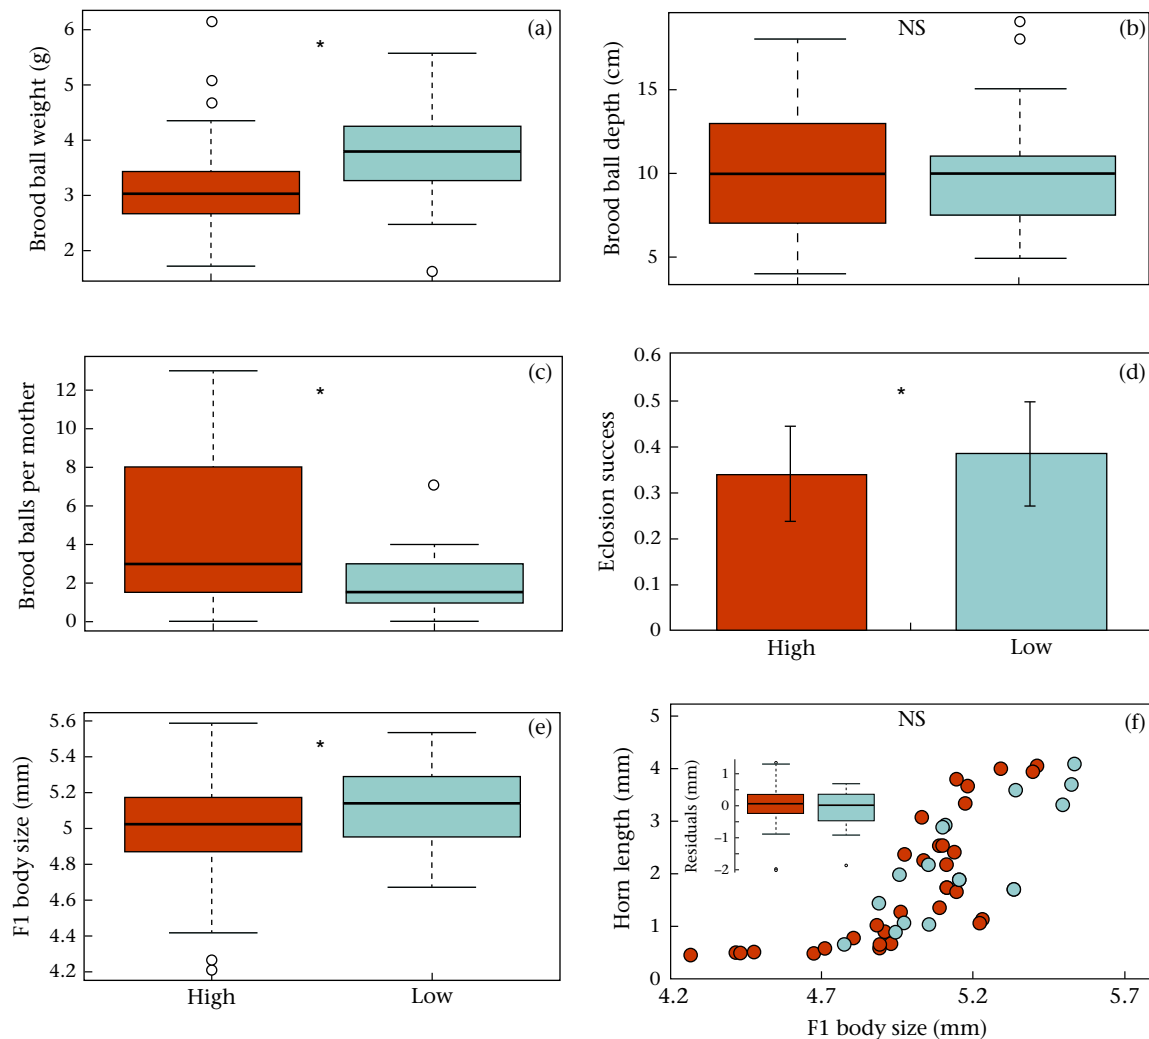 (a)
*
Brood ball weight (g)
6
5
4
3
2
(b)
NS
Brood ball depth (cm)
15
10
5
(c)
*
Brood balls per mother
12
10
8
6
4
2
0
(d)
*
Eclosion success
0.6
0.5
0.4
0.3
0.2
0.1
0
High
Low
(e)
*
F1 body size (mm)
5.6
5.4
5.2
5
4.8
4.6
4.4
4.2
High
Low
(f)
NS
Horn length (mm)
5
4
3
2
1
0
Residuals (mm)
1
0
−1
−2
4.2
4.7
5.2
5.7
F1 body size (mm)